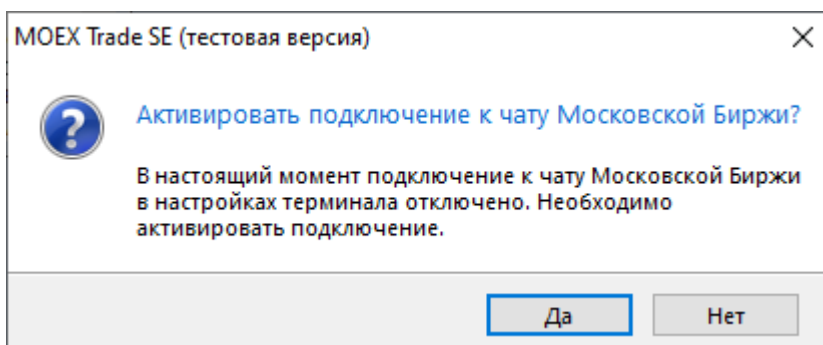 MOEX Trade SE (тестовая версия)
Активировать подключение к чату Московской Биржи?
В настоящий момент подключение к чату Московской Биржи
в настройках терминала отключено. Необходимо
активировать подключение.
Да Нет